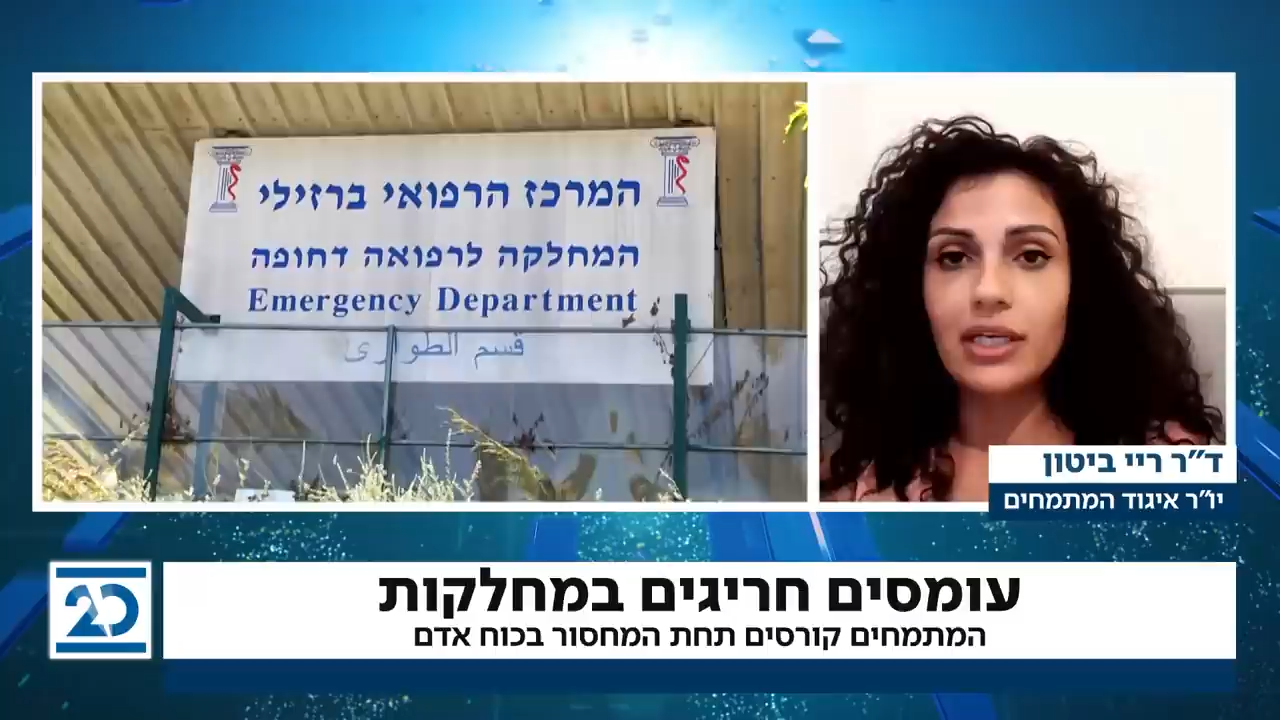 המרכז הרפואי ברזילי
המחלקה לרפואה דחופה
Emergency Department
قسم الطوارى
ד״ר ריי ביטון
יו״ר איגוד המתמחים
20
עומסים חריגים במחלקות
המתמחים קורסים תחת המחסור בכוח אדם